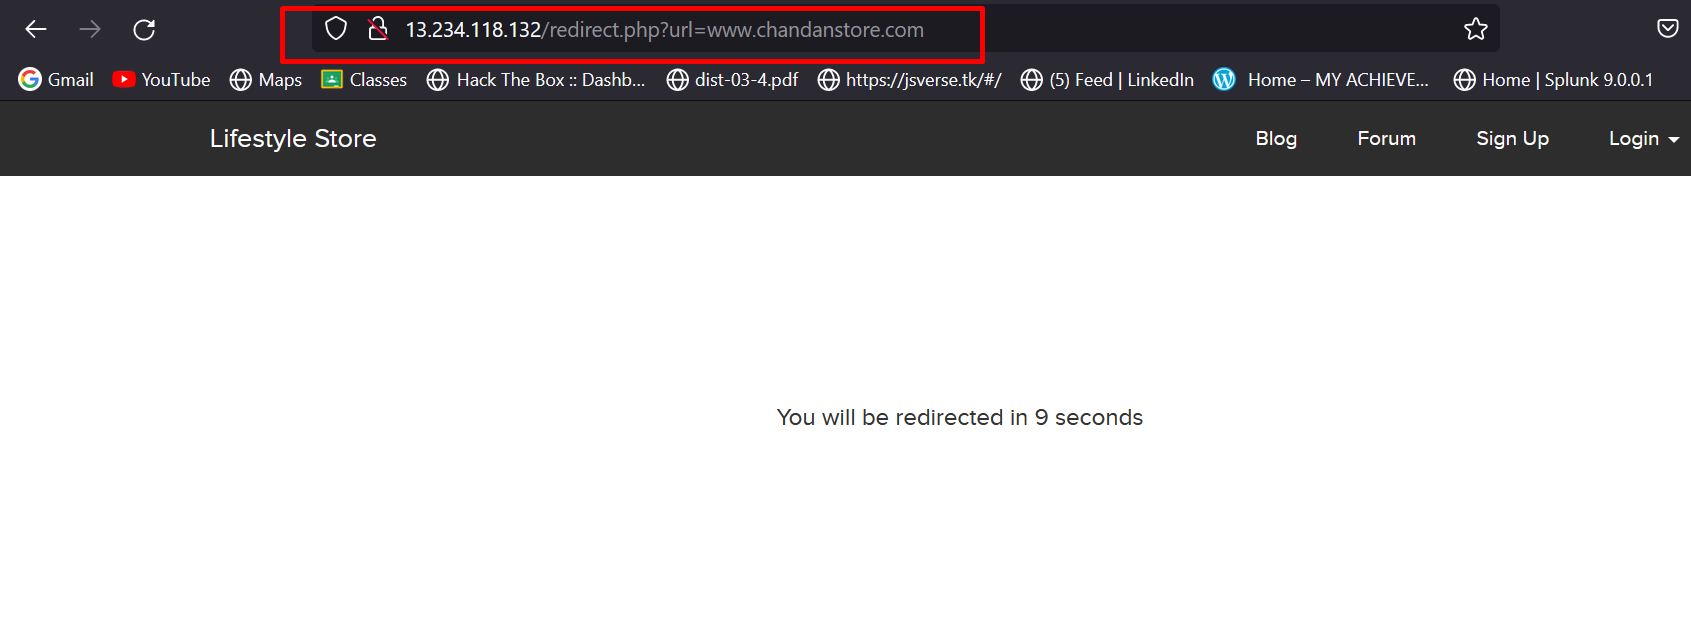 13.234.118.132/redirect.php?url=www.chandanstore.com
Gmail YouTube Maps Classes Hack The Box :: Dashb... dist-03-4.pdf https://jsverse.tk/#/ (5) Feed | LinkedIn Home – MY ACHIEVE... Home | Splunk 9.0.0.1
Lifestyle Store Blog Forum Sign Up Login
You will be redirected in 9 seconds